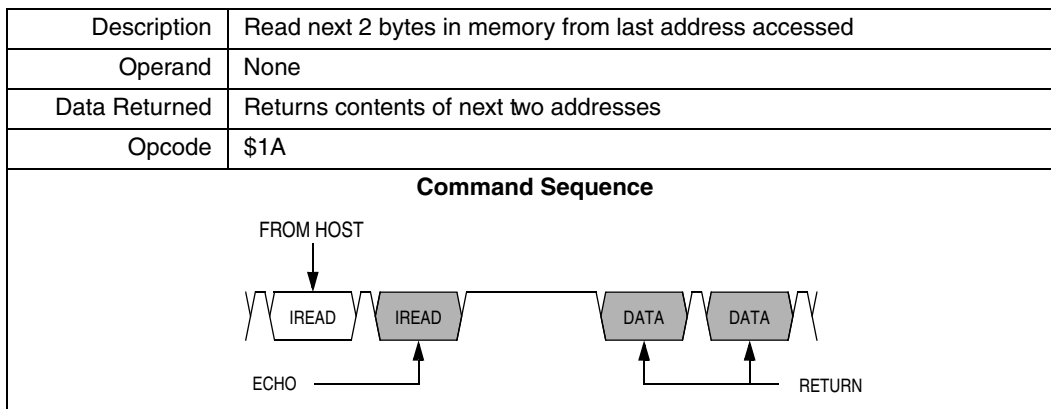 Description Read next 2 bytes in memory from last address accessed
Operand None
Data Returned Returns contents of next two addresses
Opcode $1A
Command Sequence
FROM HOST
IREAD IREAD DATA DATA
ECHO RETURN